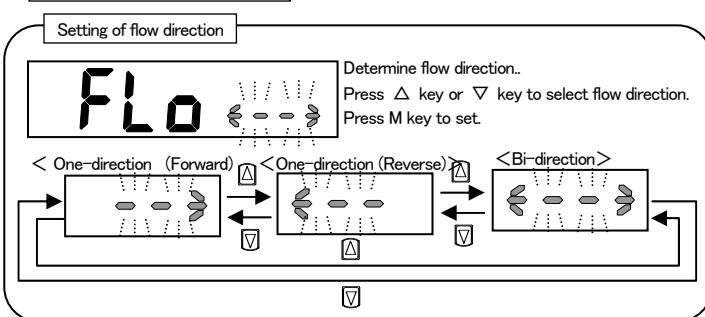 Setting of flow direction
FLo
Determine flow direction..
Press △ key or ▽ key to select flow direction.
Press M key to set.
＜ One-direction （Forward） ＜One-direction (Reverse)＞ ＜Bi-direction＞
△ △
▽ △ ▽
▽